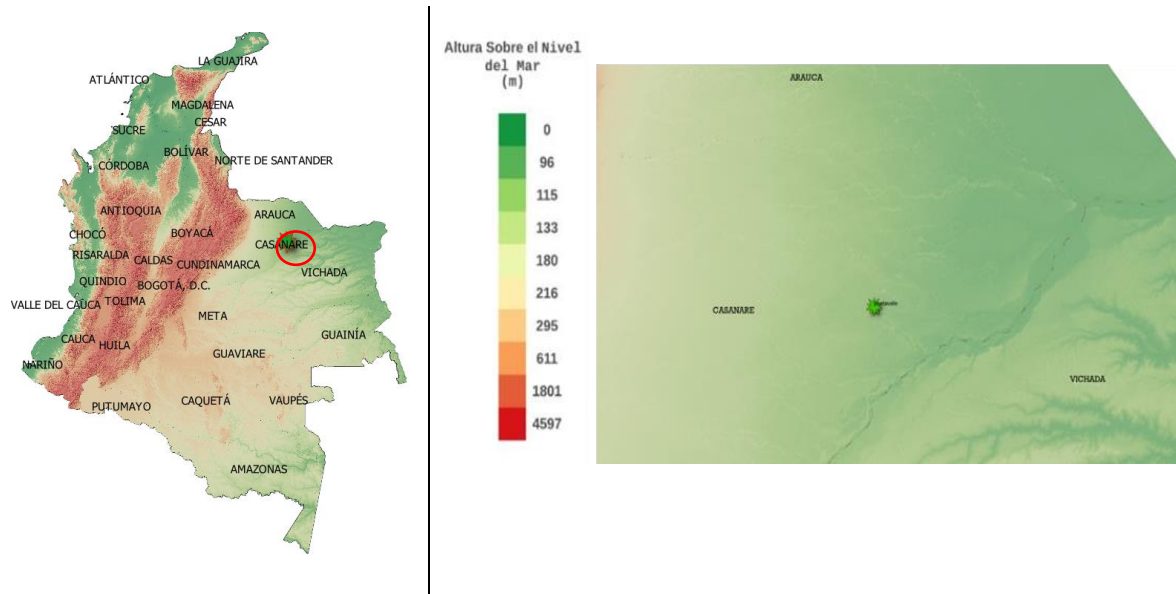 LA GUAJIRA
ATLÁNTICO
MAGDALENA
CESAR
SUCRE
BOLÍVAR
NORTE DE SANTANDER
CÓRDOBA
ANTIOQUIA
ARAUCA
CHOCÓ
BOYACÁ
CASANARE
RISARALDA
CALDAS
CUNDINAMARCA
VICHADA
QUINDIO
BOGOTÁ, D.C.
VALLE DEL CAUCA
TOLIMA
META
CAUCA
HUILA
GUAINÍA
GUAVIARE
NARIÑO
PUTUMAYO
CAQUETÁ
VAUPÉS
AMAZONAS
Altura Sobre el Nivel
del Mar
(m)
0
96
115
133
180
216
295
611
1801
4597
ARAUCA
CASANARE
VICHADA